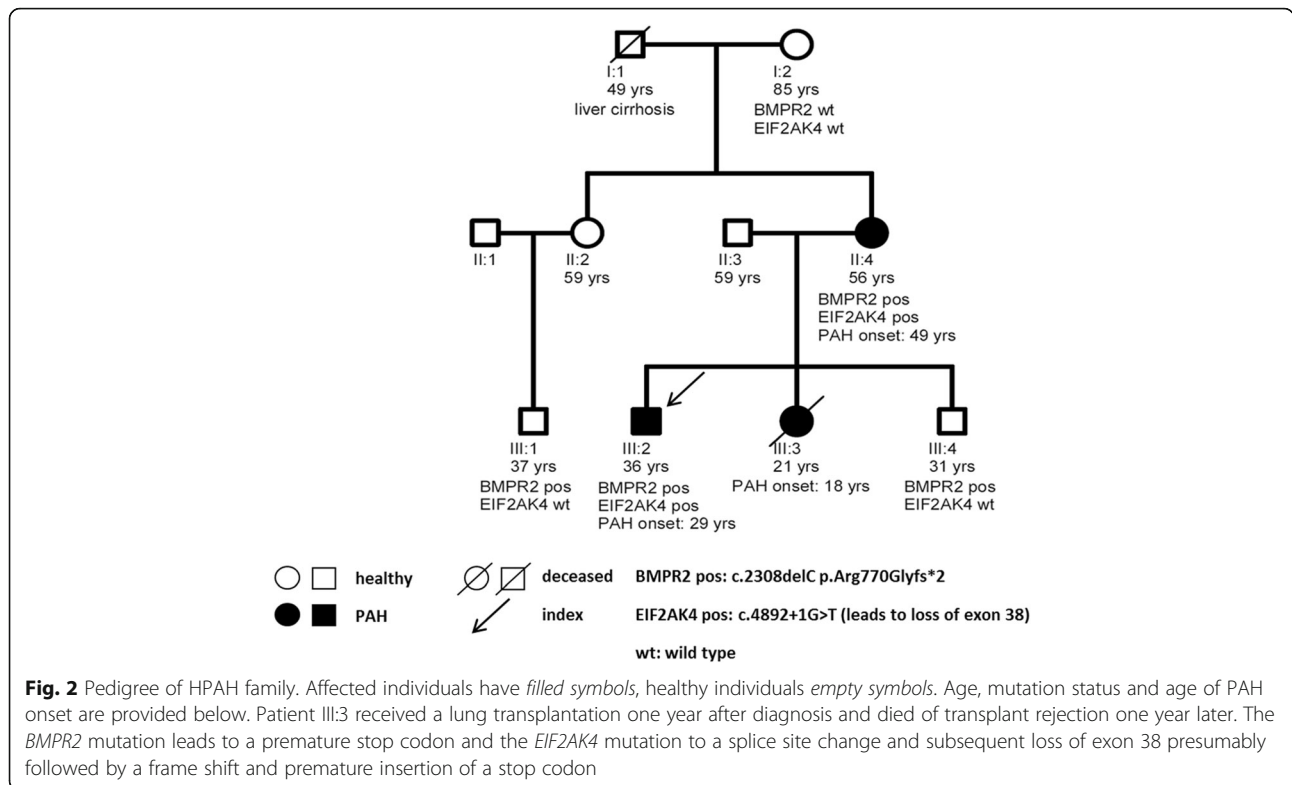 I:1
49 yrs
liver cirrhosis
I:2
85 yrs
BMPR2 wt
EIF2AK4 wt
II:1
II:2
59 yrs
II:3
59 yrs
II:4
56 yrs
BMPR2 pos
EIF2AK4 pos
PAH onset: 49 yrs
III:1
37 yrs
BMPR2 pos
EIF2AK4 wt
III:2
36 yrs
BMPR2 pos
EIF2AK4 pos
PAH onset: 29 yrs
III:3
21 yrs
PAH onset: 18 yrs
III:4
31 yrs
BMPR2 pos
EIF2AK4 wt
healthy
deceased
BMPR2 pos: c.2308delC p.Arg770Glyfs*2
PAH
index
EIF2AK4 pos: c.4892+1G>T (leads to loss of exon 38)
wt: wild type
Fig. 2 Pedigree of HPAH family. Affected individuals have filled symbols, healthy individuals empty symbols. Age, mutation status and age of PAH
onset are provided below. Patient III:3 received a lung transplantation one year after diagnosis and died of transplant rejection one year later. The
BMPR2 mutation leads to a premature stop codon and the EIF2AK4 mutation to a splice site change and subsequent loss of exon 38 presumably
followed by a frame shift and premature insertion of a stop codon